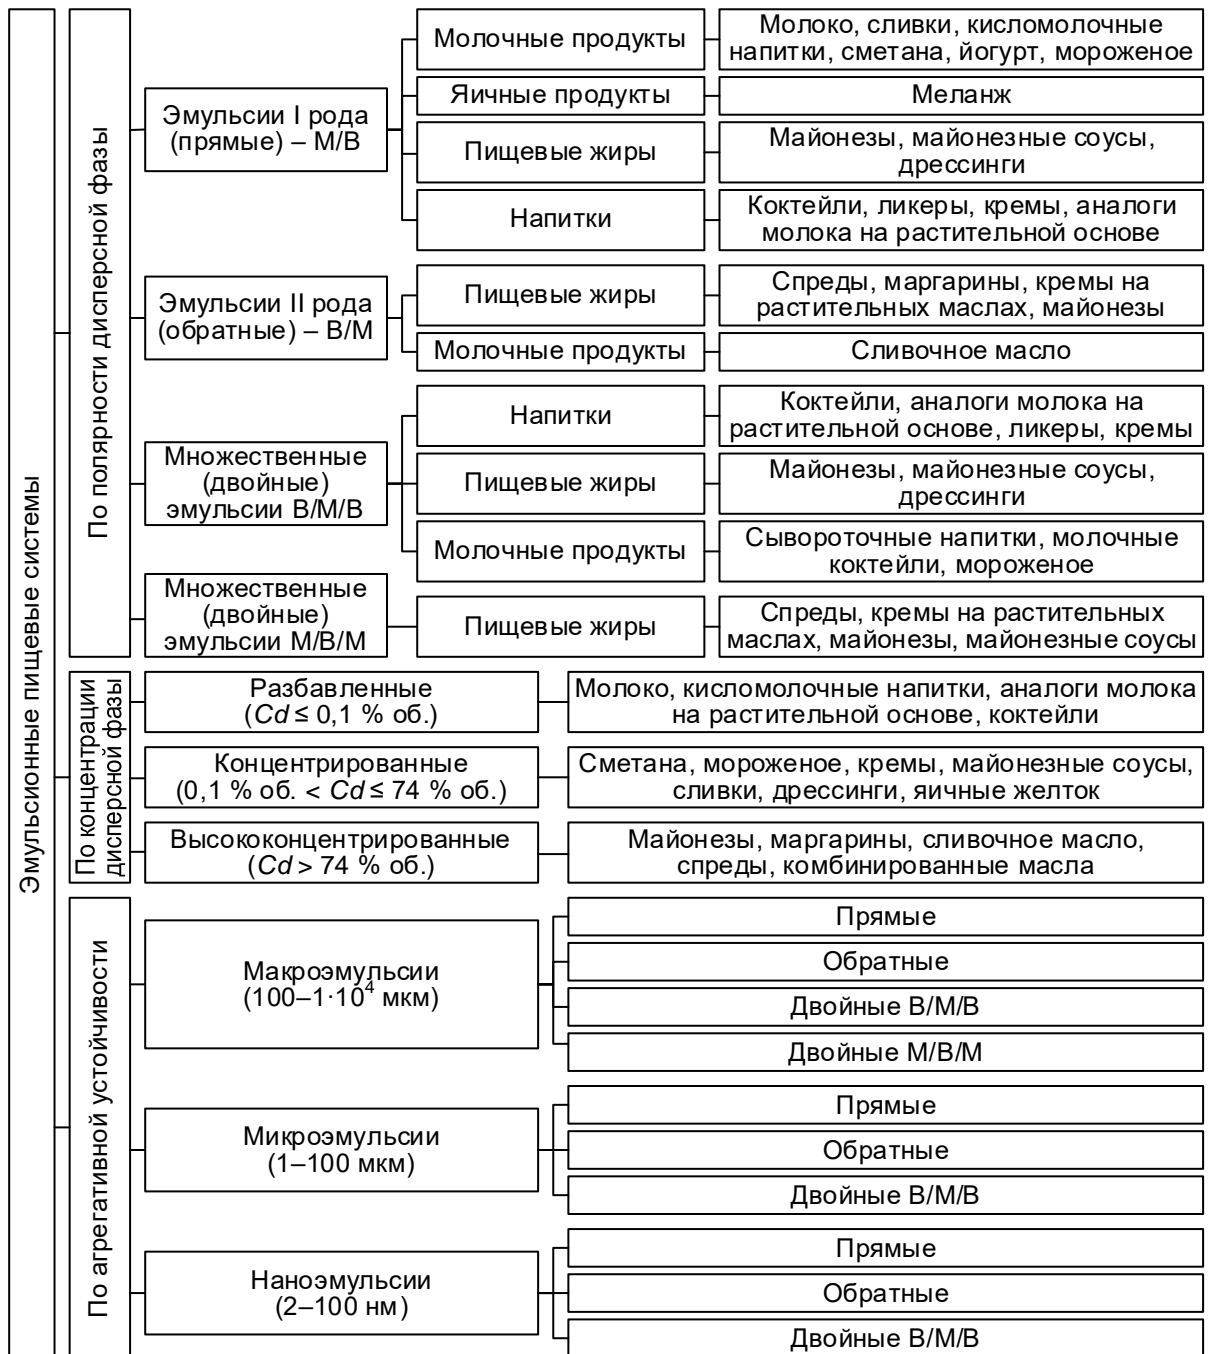 Эмульсионные пищевые системы
По полярности дисперсной фазы
Эмульсии I рода
(прямые) – М/В
Молочные продукты
Молоко, сливки, кисломолочные
напитки, сметана, йогурт, мороженое
Яичные продукты
Меланж
Пищевые жиры
Майонезы, майонезные соусы,
дрессинги
Напитки
Коктейли, ликеры, кремы, аналоги
молока на растительной основе
Эмульсии II рода
(обратные) – В/М
Пищевые жиры
Спреды, маргарины, кремы на
растительных маслах, майонезы
Молочные продукты
Сливочное масло
Множественные
(двойные)
эмульсии В/М/В
Напитки
Коктейли, аналоги молока на
растительной основе, ликеры, кремы
Пищевые жиры
Майонезы, майонезные соусы,
дрессинги
Молочные продукты
Сывороточные напитки, молочные
коктейли, мороженое
Множественные
(двойные)
эмульсии М/В/М
Пищевые жиры
Спреды, кремы на растительных
маслах, майонезы, майонезные соусы
По концентрации
дисперсной фазы
Разбавленные
(Cd ≤ 0,1 % об.)
Молоко, кисломолочные напитки, аналоги молока
на растительной основе, коктейли
Концентрированные
(0,1 % об. < Cd ≤ 74 % об.)
Сметана, мороженое, кремы, майонезные соусы,
сливки, дрессинги, яичные желток
Высококонцентрированные
(Cd > 74 % об.)
Майонезы, маргарины, сливочное масло,
спреды, комбинированные масла
По агрегативной устойчивости
Макроэмульсии
(100–1·10⁴ мкм)
Прямые
Обратные
Двойные В/М/В
Двойные М/В/М
Микроэмульсии
(1–100 мкм)
Прямые
Обратные
Двойные В/М/В
Наноэмульсии
(2–100 нм)
Прямые
Обратные
Двойные В/М/В